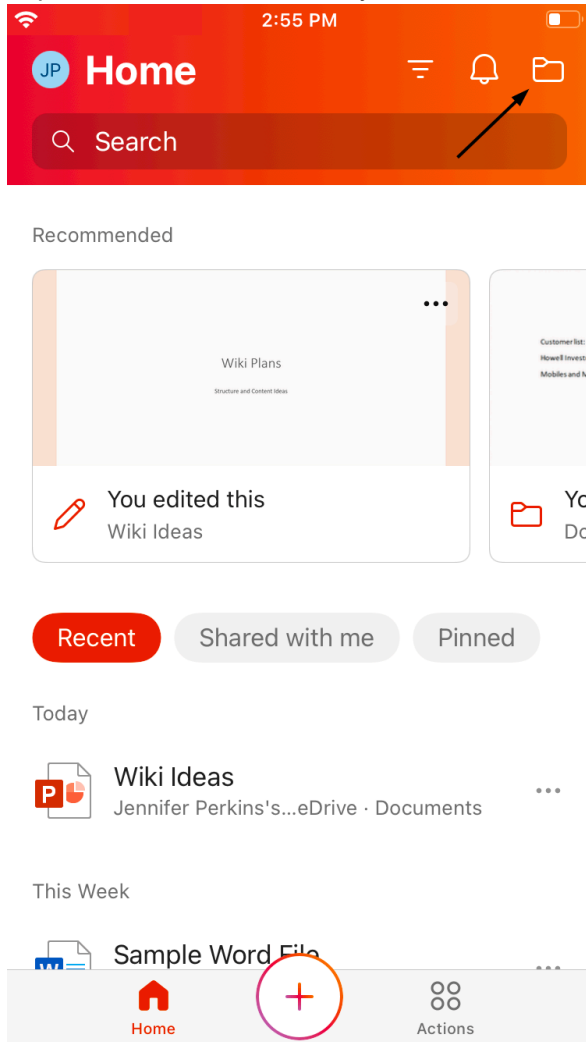 2:55 PM
JP
Home
Search
Recommended
Wiki Plans
Structure and Content Ideas
Customer list:
Howell Invest
Mobiles and M
You edited this
Wiki Ideas
Yo
Do
Recent
Shared with me
Pinned
Today
P
Wiki Ideas
Jennifer Perkins's...eDrive · Documents
This Week
W
Sample Word File
Home
Actions